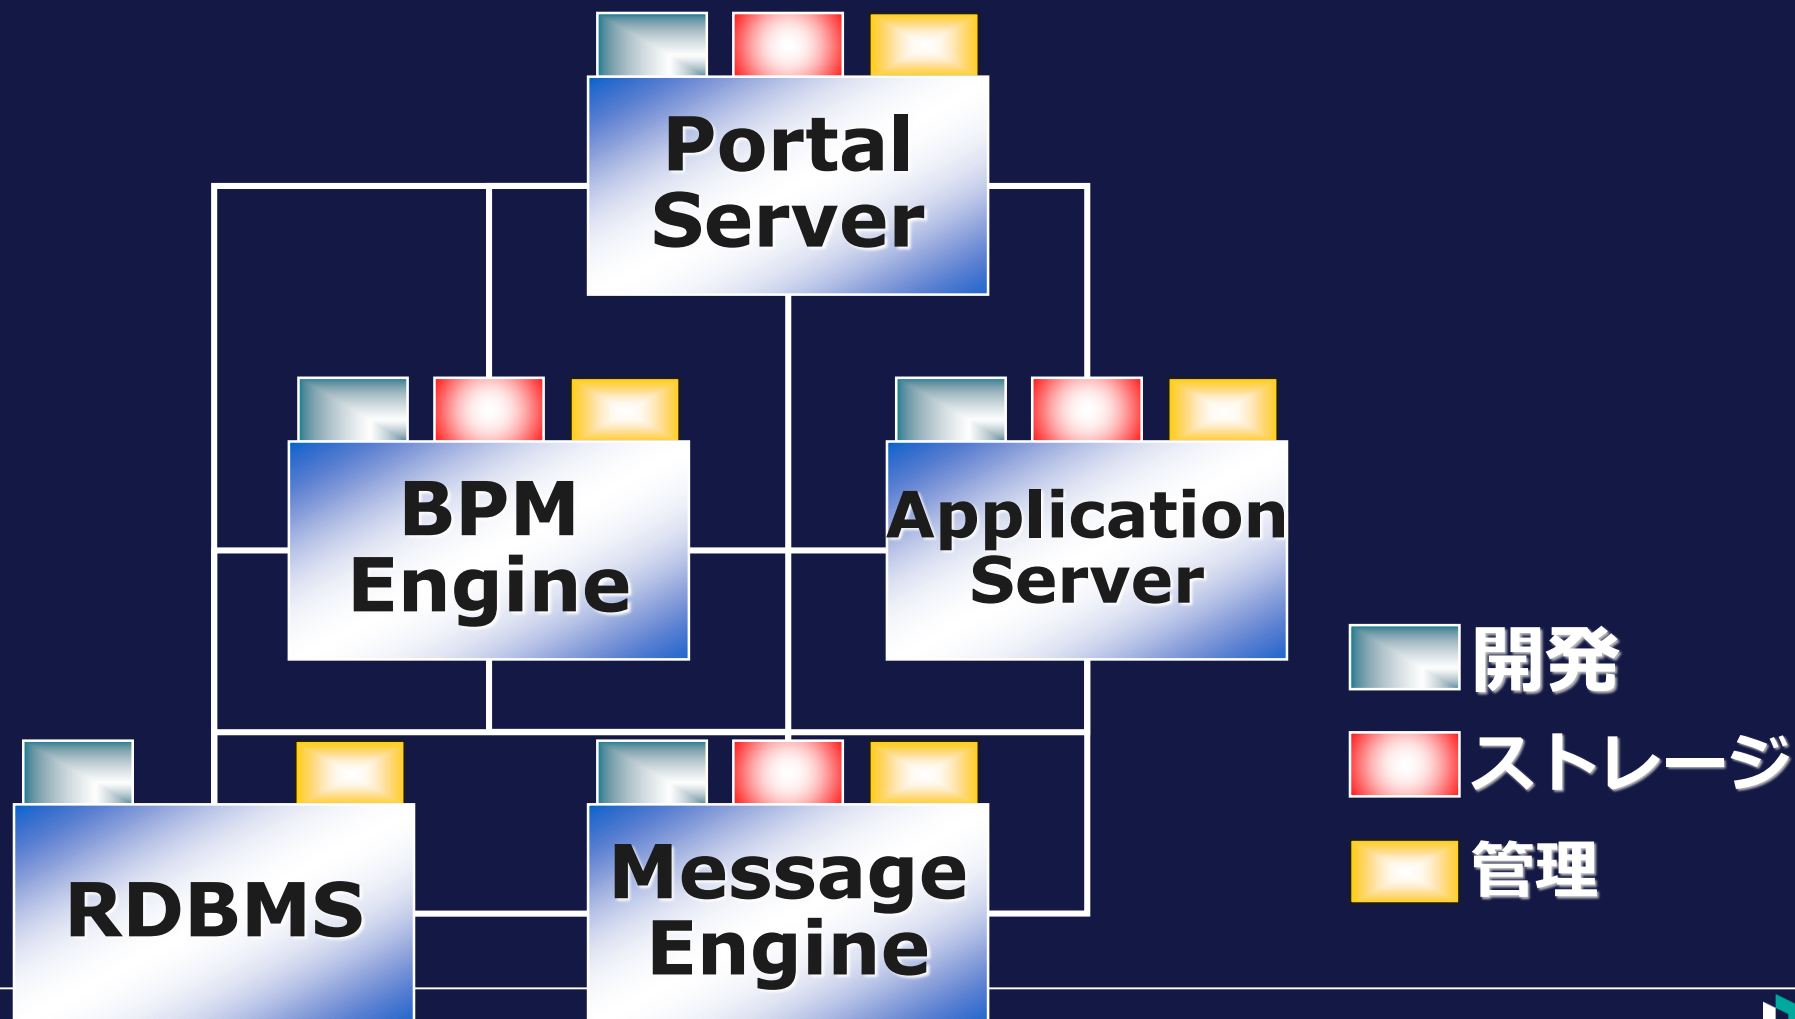 Portal
Server
BPM
Engine
Application
Server
開発
ストレージ
管理
RDBMS
Message
Engine